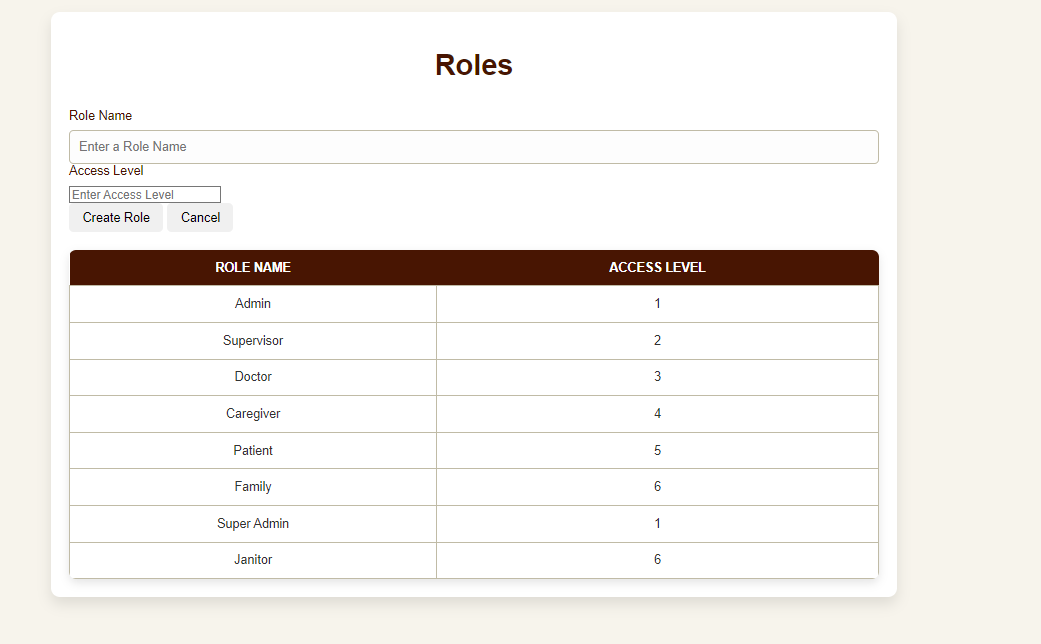 Roles
Role Name
Enter a Role Name
Access Level
Enter Access Level
Create Role Cancel
ROLE NAME ACCESS LEVEL
Admin 1
Supervisor 2
Doctor 3
Caregiver 4
Patient 5
Family 6
Super Admin 1
Janitor 6